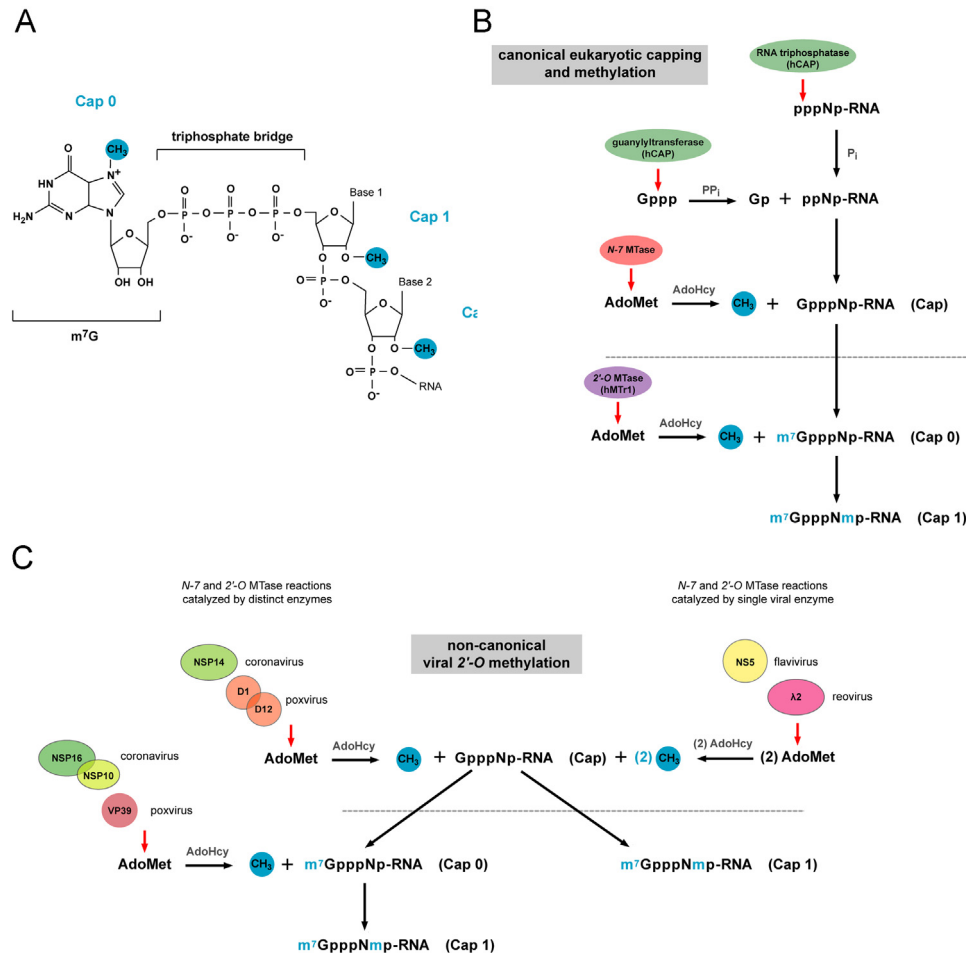 A
Cap 0
triphosphate bridge
O
CH₃
N⁺
HN
H₂N
N
N
O
OH OH
O
O O O
P O P O P O
O⁻ O⁻ O⁻
Base 1
O
Cap 1
O O—CH₃
O=P—O
O⁻
Base 2
O
Ca
O O—CH₃
O=P—O
O⁻
RNA
m⁷G
B
canonical eukaryotic capping
and methylation
RNA triphosphatase
(hCAP)
pppNp-RNA
Pi
guanylyltransferase
(hCAP)
PPi
Gppp Gp + ppNp-RNA
N-7 MTase
AdoHcy
AdoMet CH₃ + GpppNp-RNA (Cap)
2'-O MTase
(hMTr1)
AdoHcy
AdoMet CH₃ + m⁷GpppNp-RNA (Cap 0)
m⁷GpppNmp-RNA (Cap 1)
C
N-7 and 2'-O MTase reactions
catalyzed by distinct enzymes
N-7 and 2'-O MTase reactions
catalyzed by single viral enzyme
non-canonical
viral 2'-O methylation
NSP14 coronavirus
D1
D12
poxvirus
NS5 flavivirus
λ2 reovirus
AdoHcy
(2) AdoHcy
AdoMet CH₃ + GpppNp-RNA (Cap) + (2) CH₃ (2) AdoMet
NSP16
NSP10
coronavirus
VP39 poxvirus
AdoHcy
AdoMet CH₃ + m⁷GpppNp-RNA (Cap 0)
m⁷GpppNmp-RNA (Cap 1)
m⁷GpppNmp-RNA (Cap 1)